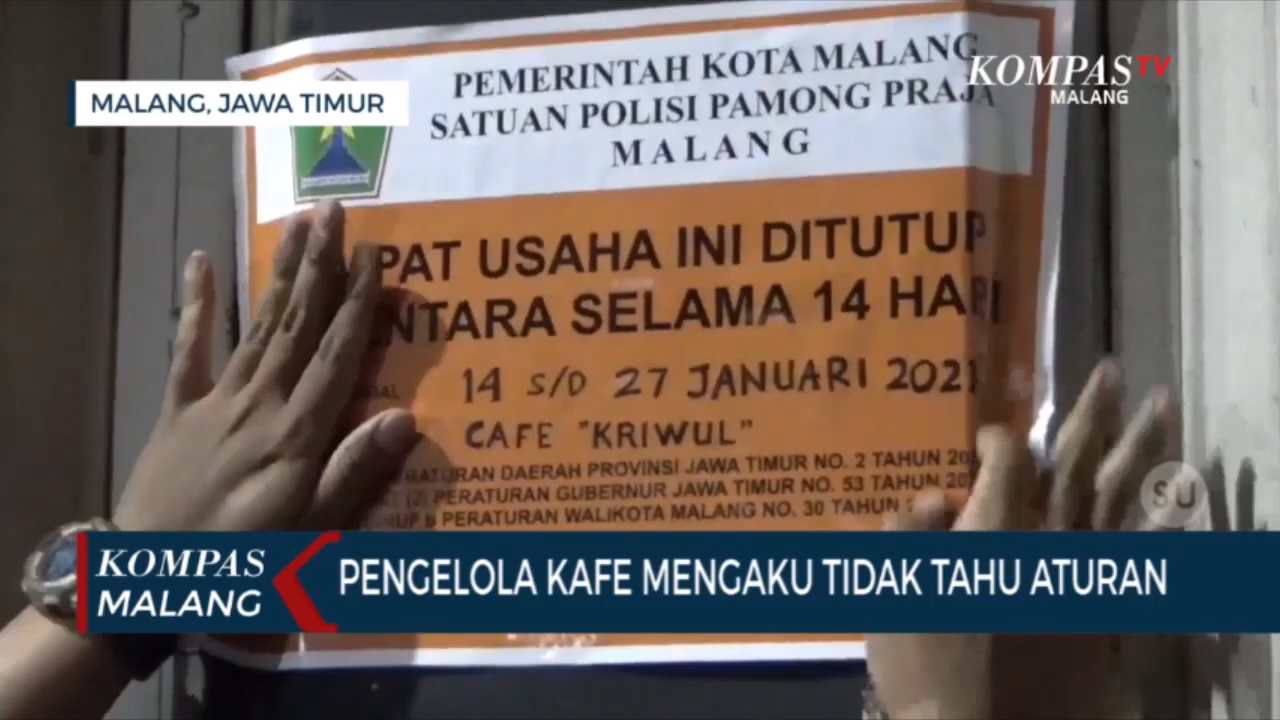 MALANG, JAWA TIMUR
KOMPAS TV
MALANG
PEMERINTAH KOTA MALANG
SATUAN POLISI PAMONG PRAJA
MALANG
PAT USAHA INI DITUTUP
NTARA SELAMA 14 HARI
14 S/D 27 JANUARI 2021
CAFE "KRIWUL"
PERATURAN DAERAH PROVINSI JAWA TIMUR NO. 2 TAHUN
(2) PERATURAN GUBERNUR JAWA TIMUR NO. 53 TAHUN
PERATURAN WALIKOTA MALANG NO. 30 TAHUN
SU
KOMPAS
MALANG
PENGELOLA KAFE MENGAKU TIDAK TAHU ATURAN